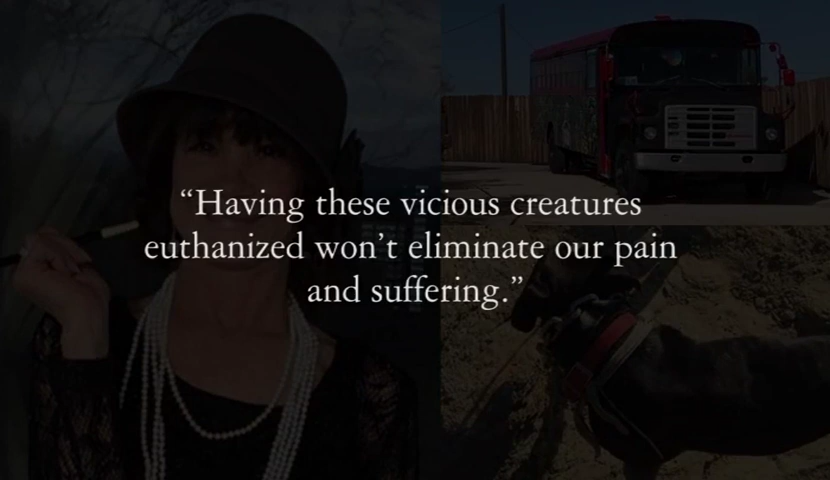 “Having these vicious creatures
euthanized won’t eliminate our pain
and suffering.”